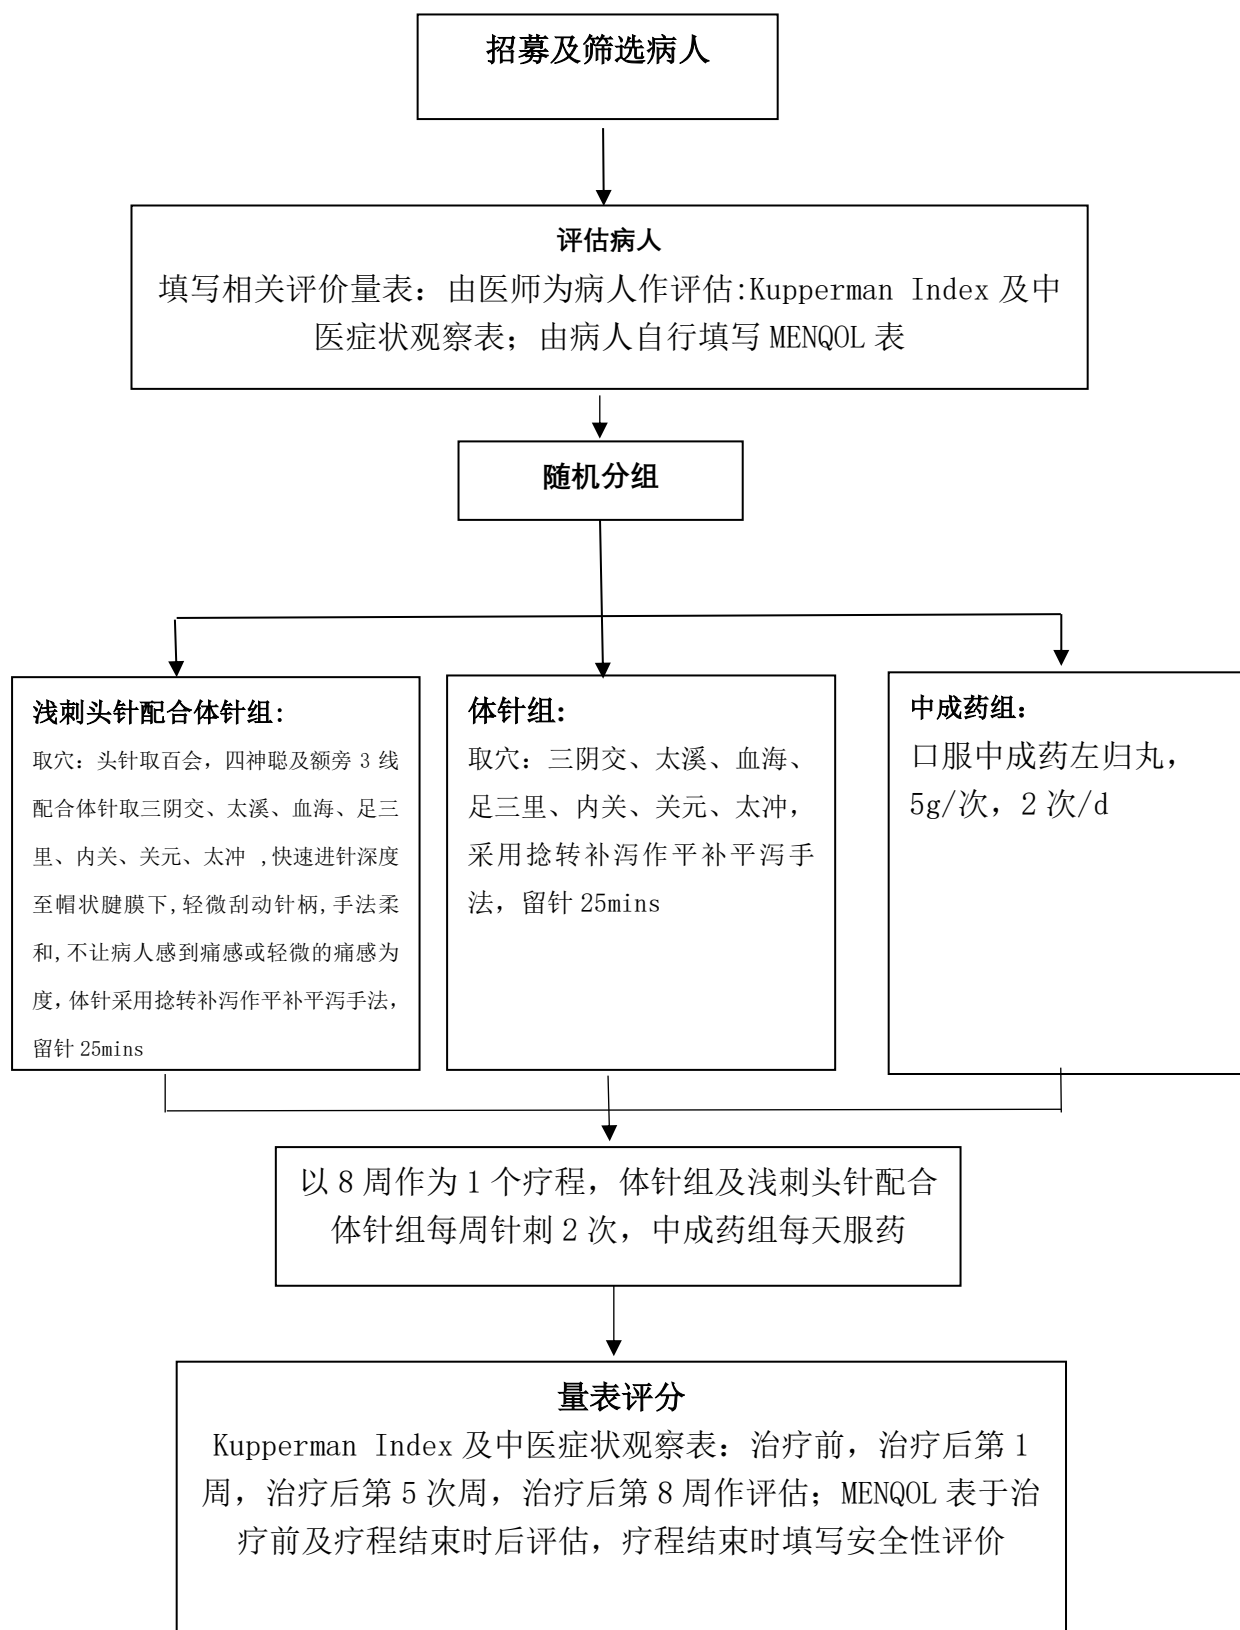 招募及筛选病人
评估病人
填写相关评价量表：由医师为病人作评估:Kupperman Index 及中
医症状观察表；由病人自行填写 MENQOL 表
随机分组
浅刺头针配合体针组:
取穴：头针取百会，四神聪及额旁 3 线
配合体针取三阴交、太溪、血海、足三
里、内关、关元、太冲 ,快速进针深度
至帽状腱膜下,轻微刮动针柄,手法柔
和,不让病人感到痛感或轻微的痛感为
度,体针采用捻转补泻作平补平泻手法,
留针 25mins
体针组:
取穴：三阴交、太溪、血海、
足三里、内关、关元、太冲，
采用捻转补泻作平补平泻手
法，留针 25mins
中成药组:
口服中成药左归丸，
5g/次，2 次/d
以 8 周作为 1 个疗程，体针组及浅刺头针配合
体针组每周针刺 2 次，中成药组每天服药
量表评分
Kupperman Index 及中医症状观察表：治疗前，治疗后第 1
周，治疗后第 5 次周，治疗后第 8 周作评估；MENQOL 表于治
疗前及疗程结束时后评估，疗程结束时填写安全性评价